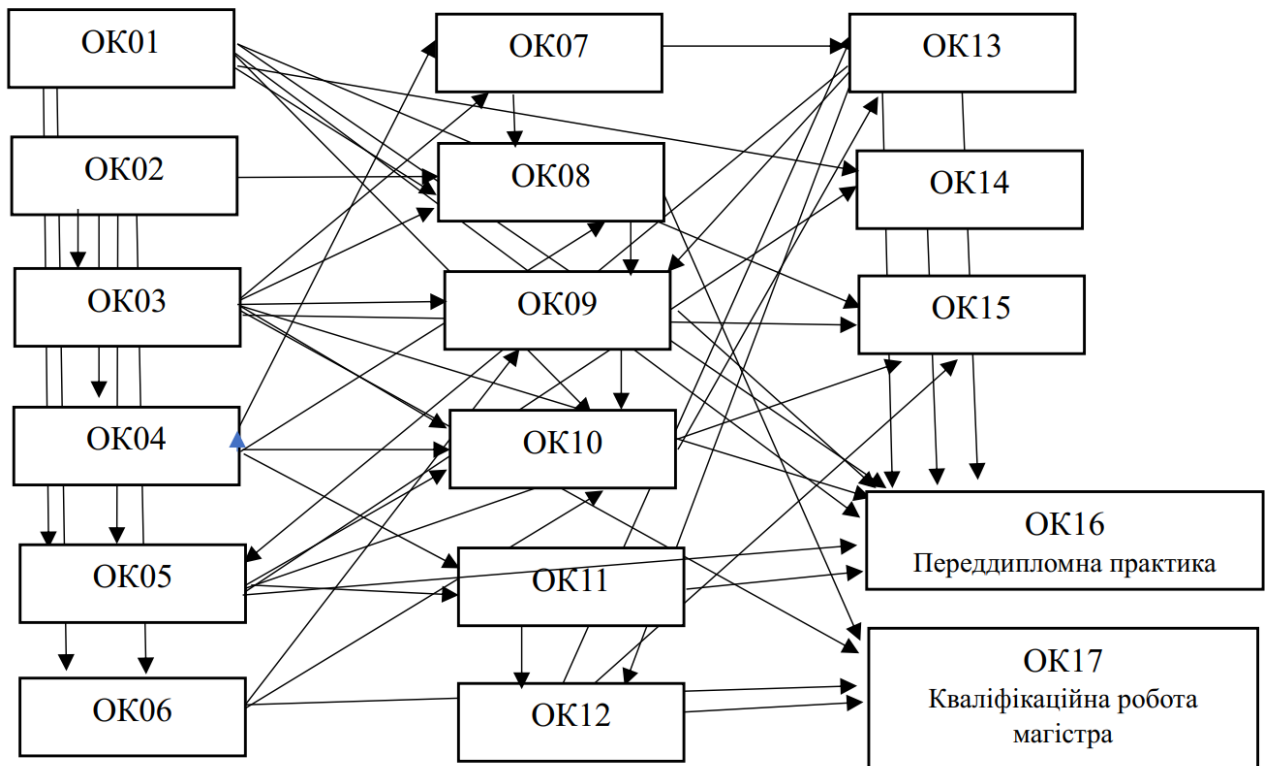 ОК01
ОК02
ОК03
ОК04
ОК05
ОК06
ОК07
ОК08
ОК09
ОК10
ОК11
ОК12
ОК13
ОК14
ОК15
ОК16
Переддипломна практика
ОК17
Кваліфікаційна робота
магістра